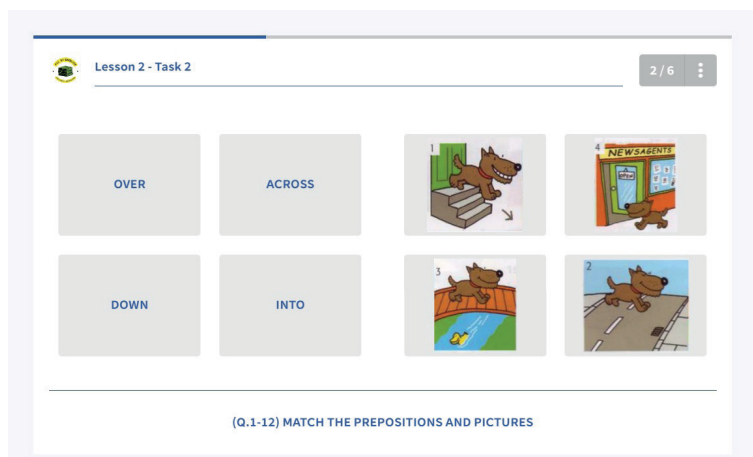 Lesson 2 - Task 2
2 / 6
OVER
ACROSS
1
4
NEWSAGENTS
DOWN
INTO
3
2
(Q.1-12) MATCH THE PREPOSITIONS AND PICTURES